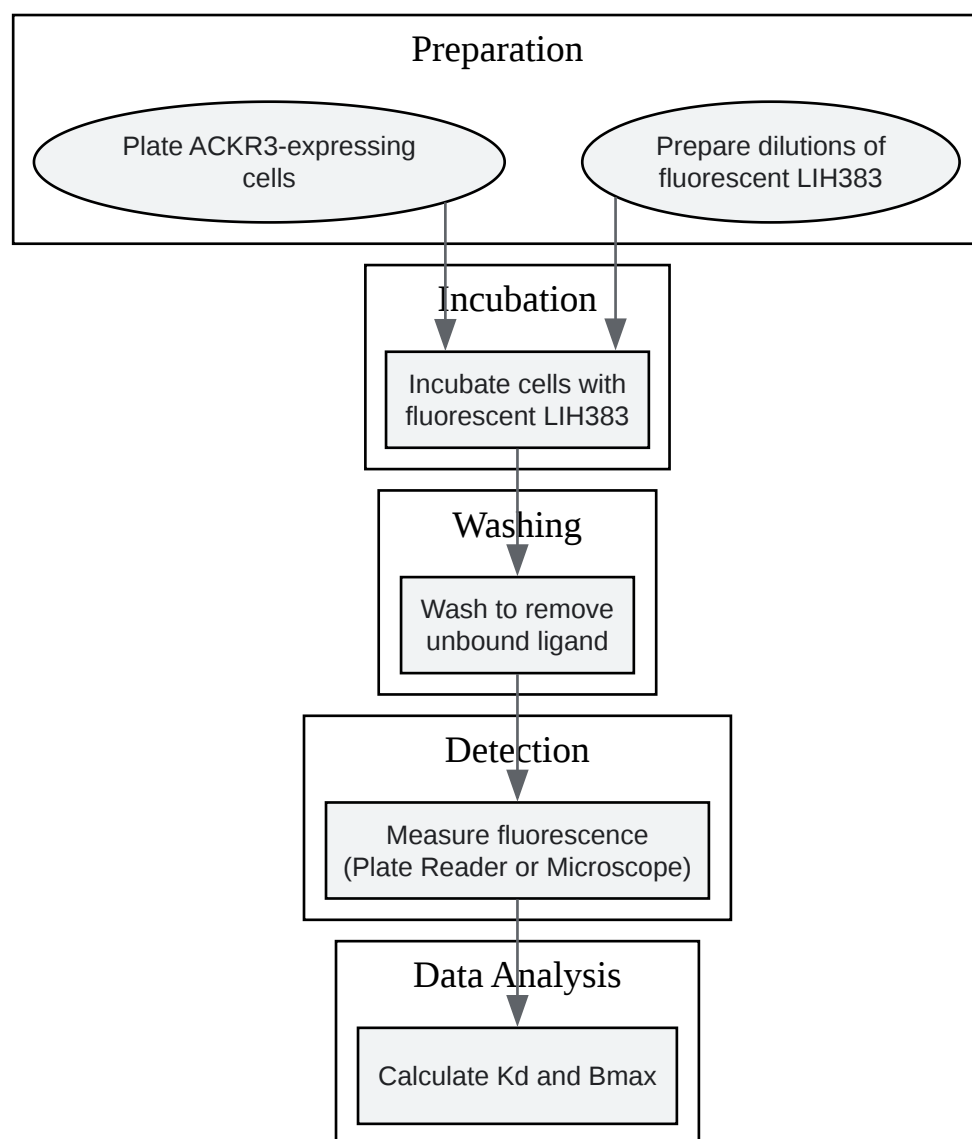 Preparation
Plate ACKR3-expressing
cells
Prepare dilutions of
fluorescent LIH383
Incubation
Incubate cells with
fluorescent LIH383
Washing
Wash to remove
unbound ligand
Detection
Measure fluorescence
(Plate Reader or Microscope)
Data Analysis
Calculate Kd and Bmax